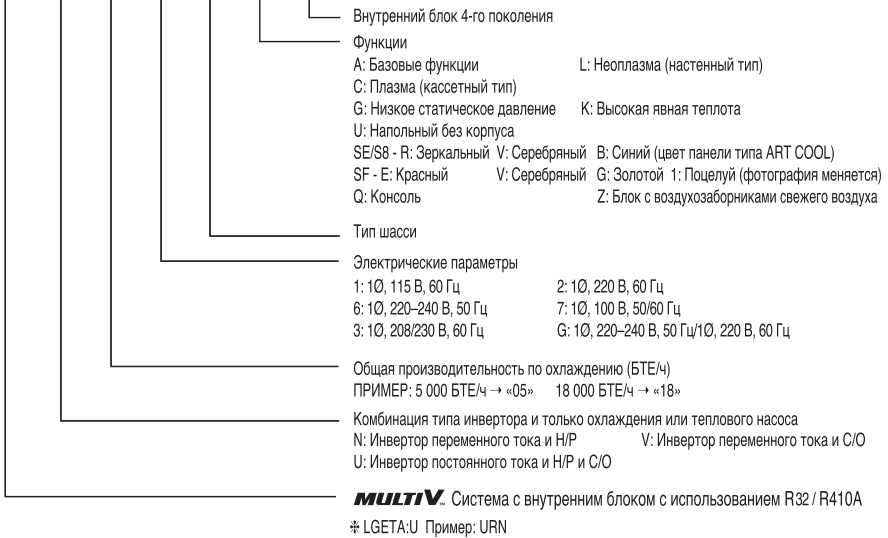 Внутренний блок 4-го поколения
Функции
A: Базовые функции L: Неоплазма (настенный тип)
C: Плазма (кассетный тип)
G: Низкое статическое давление K: Высокая явная теплота
U: Напольный без корпуса
SE/S8 - R: Зеркальный V: Серебряный B: Синий (цвет панели типа ART COOL)
SF - E: Красный V: Серебряный G: Золотой 1: Поцелуй (фотография меняется)
Q: Консоль Z: Блок с воздухозаборниками свежего воздуха
Тип шасси
Электрические параметры
1: 1Ø, 115 В, 60 Гц 2: 1Ø, 220 В, 60 Гц
6: 1Ø, 220–240 В, 50 Гц 7: 1Ø, 100 В, 50/60 Гц
3: 1Ø, 208/230 В, 60 Гц G: 1Ø, 220–240 В, 50 Гц/1Ø, 220 В, 60 Гц
Общая производительность по охлаждению (БТЕ/ч)
ПРИМЕР: 5 000 БТЕ/ч → «05» 18 000 БТЕ/ч → «18»
Комбинация типа инвертора и только охлаждения или теплового насоса
N: Инвертор переменного тока и H/P V: Инвертор переменного тока и C/O
U: Инвертор постоянного тока и H/P и C/O
MULTI V. Система с внутренним блоком с использованием R32 / R410A
❉ LGETA:U Пример: URN